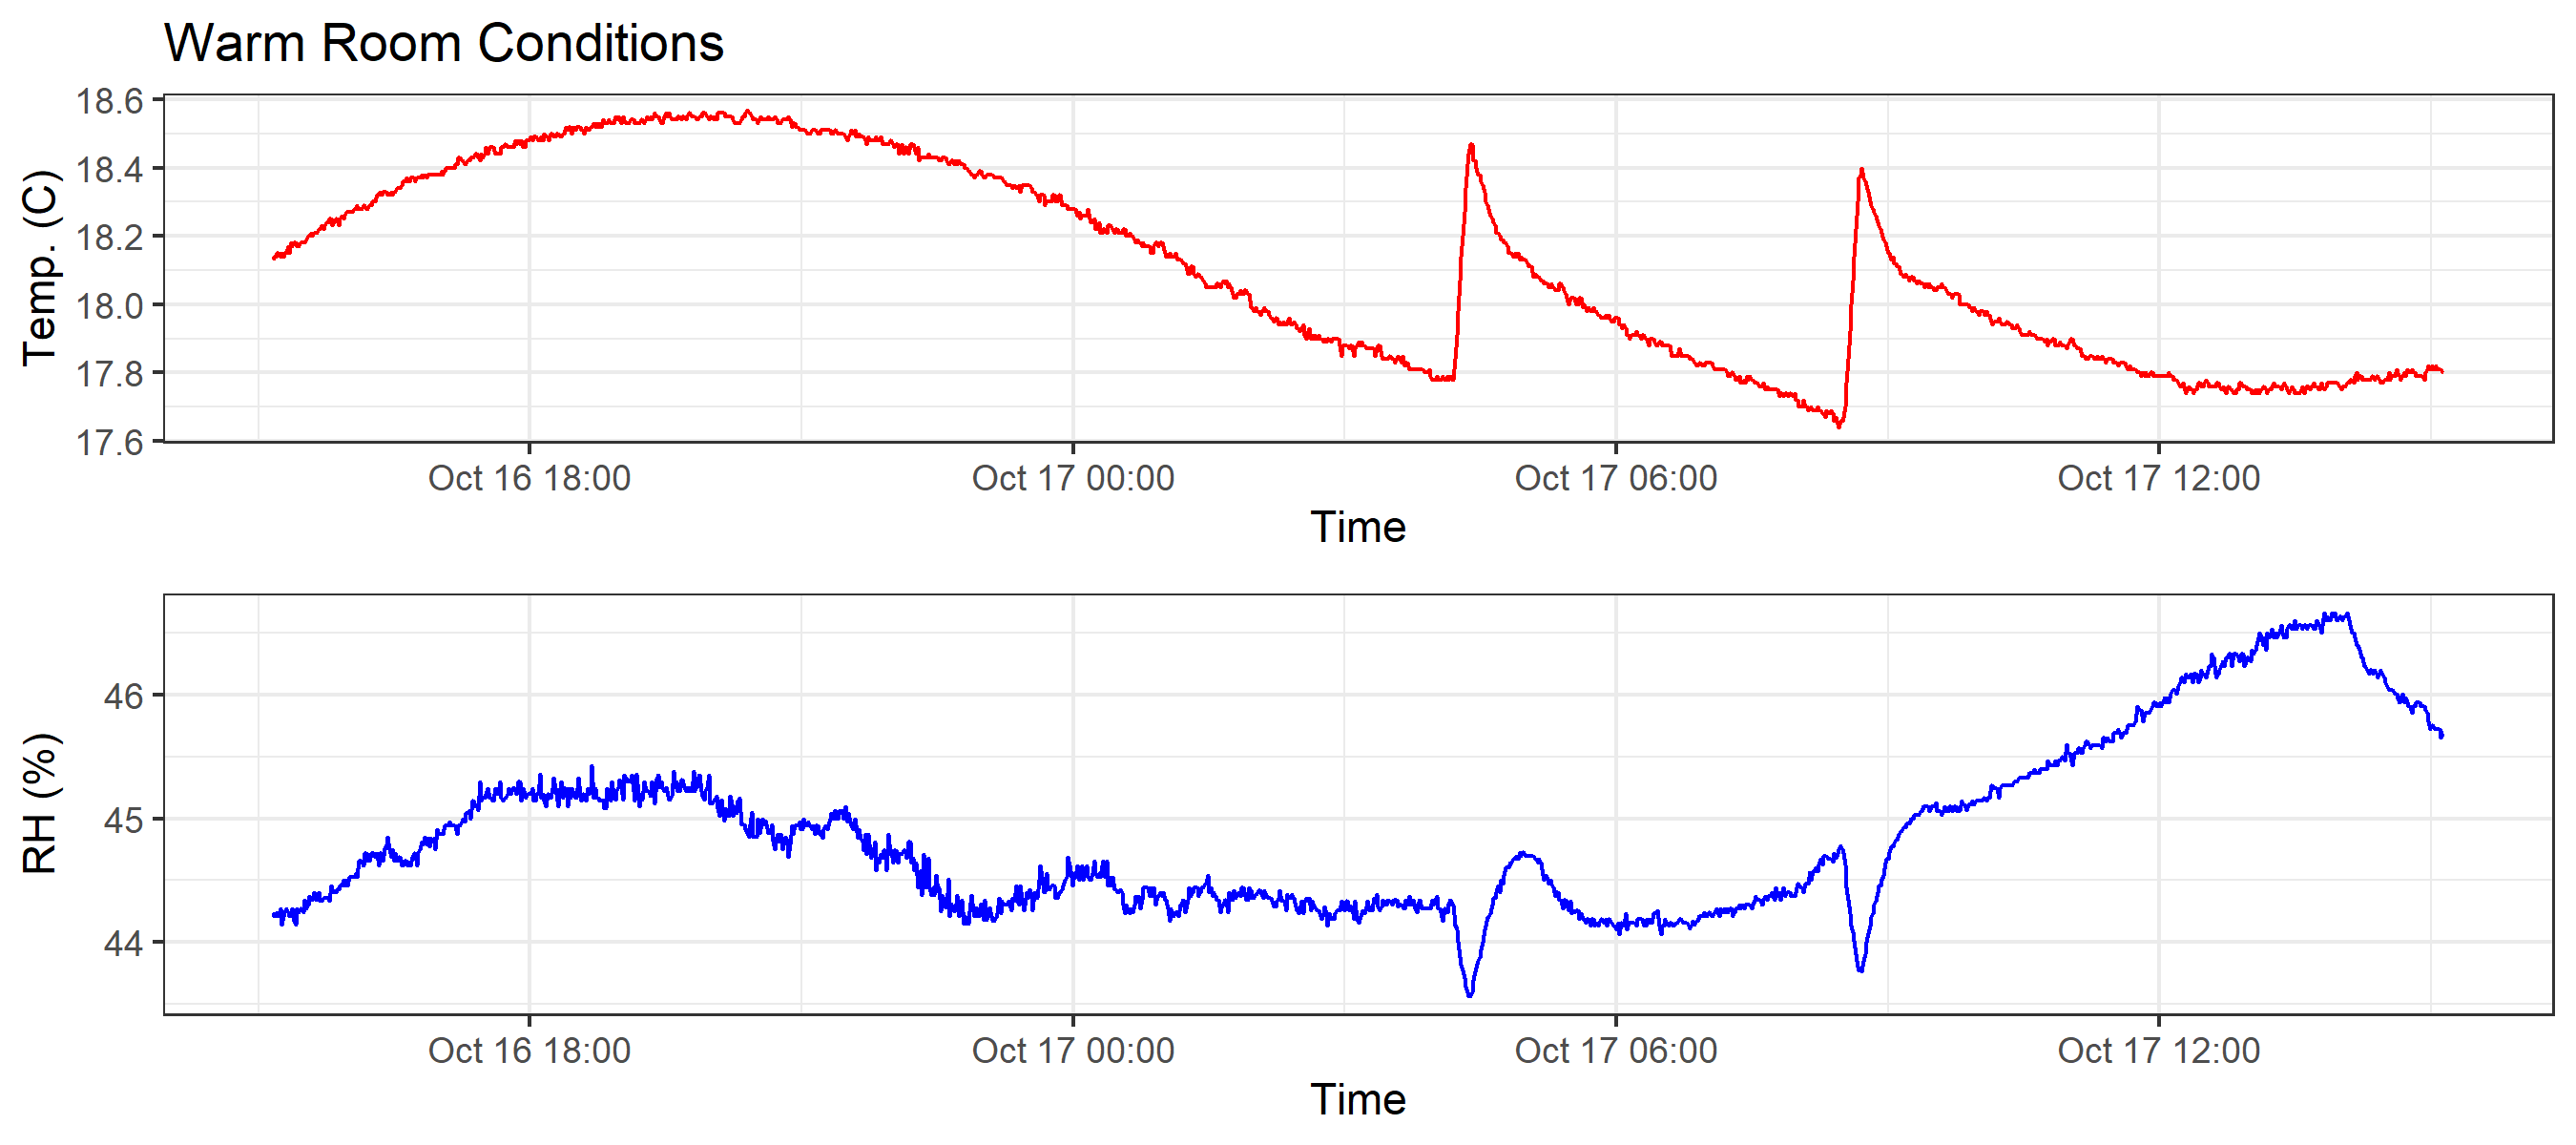 Warm Room Conditions
Temp. (C)
18.6
18.4
18.2
18.0
17.8
17.6
Oct 16 18:00 Oct 17 00:00 Oct 17 06:00 Oct 17 12:00
Time
RH (%)
46
45
44
Oct 16 18:00 Oct 17 00:00 Oct 17 06:00 Oct 17 12:00
Time